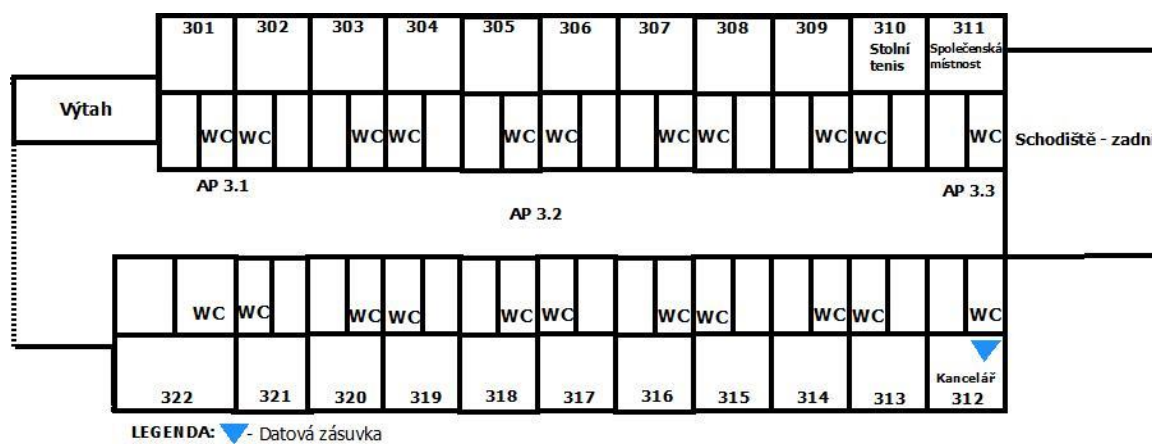 301 302 303 304 305 306 307 308 309 310 311
Stolní
tenis
Společenská
místnost
Výtah
WC WC WC WC WC WC WC WC WC WC WC
Schodiště - zadní
AP 3.1
AP 3.2
AP 3.3
WC WC WC WC WC WC WC WC WC WC WC
Kancelář
322 321 320 319 318 317 316 315 314 313 312
LEGENDA: - Datová zásuvka